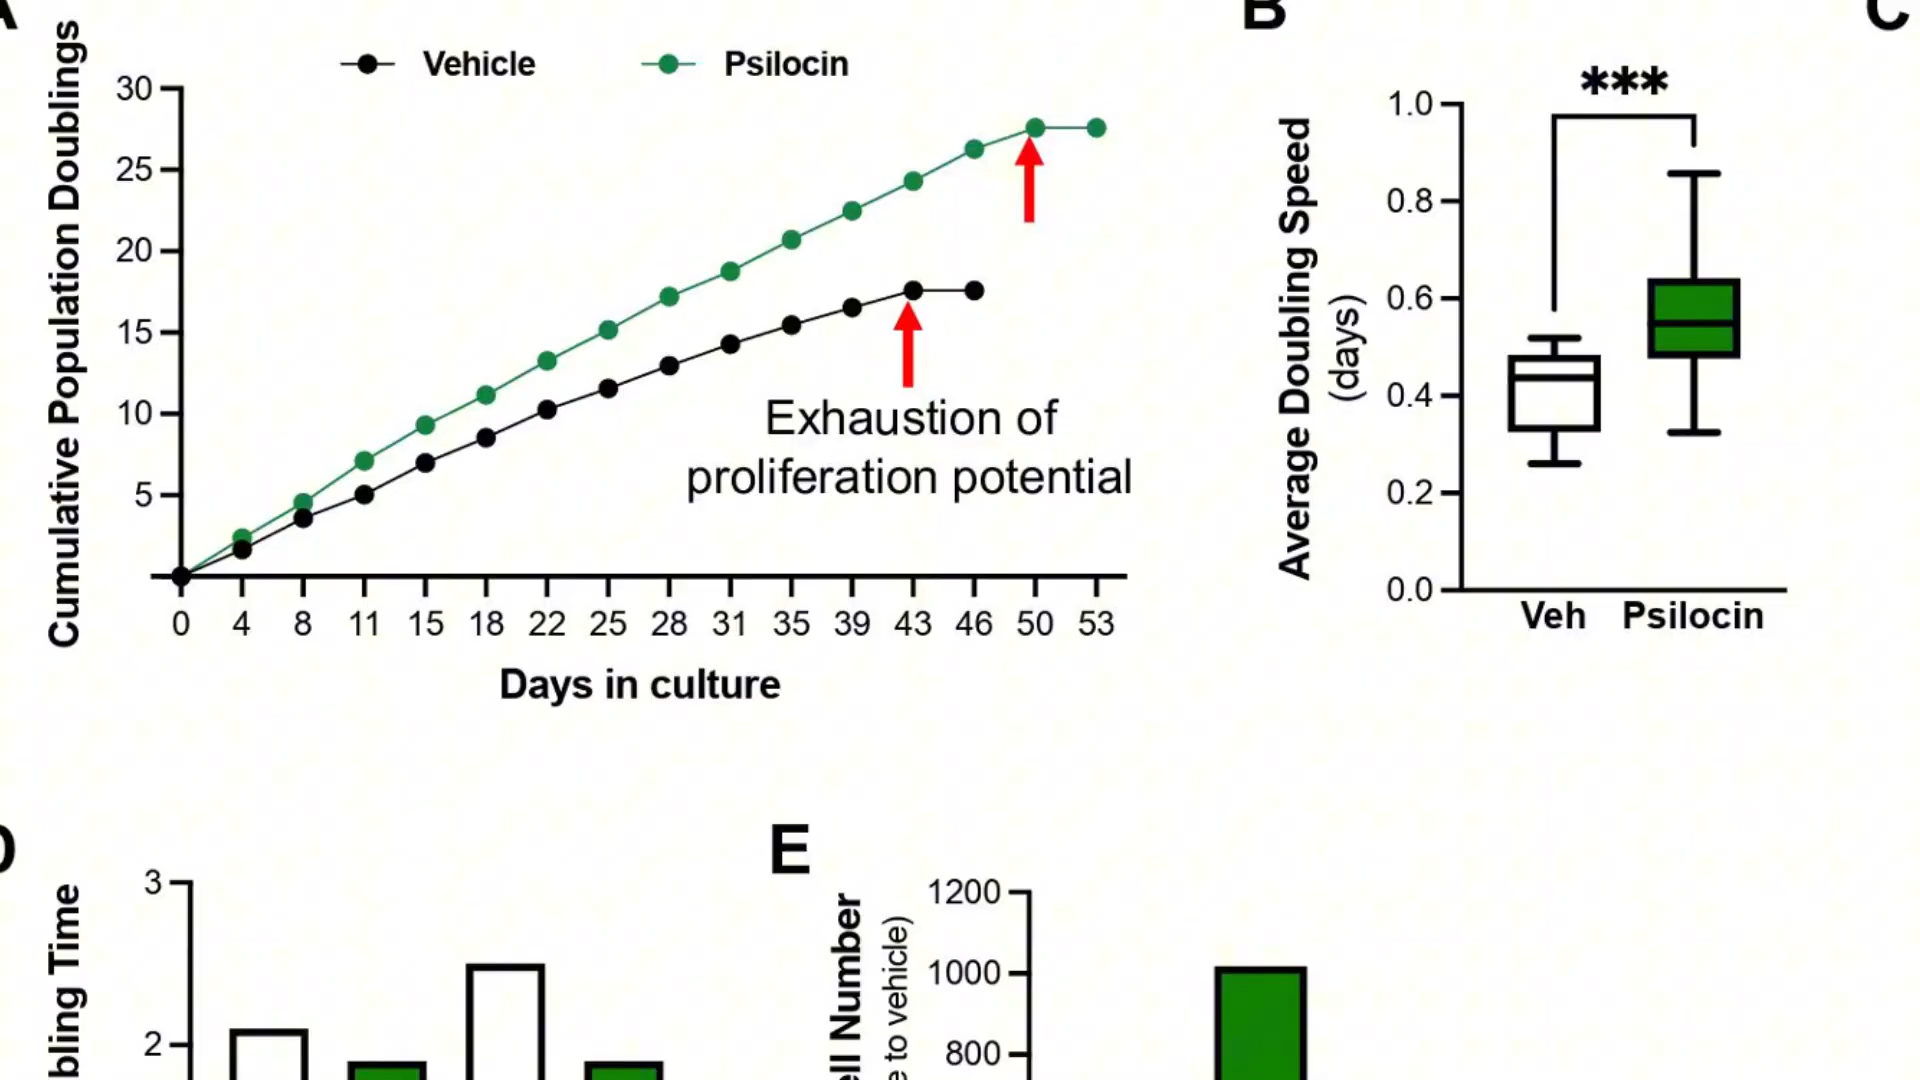 A
B
C
Vehicle
Psilocin
Cumulative Population Doublings
30
25
20
15
10
5
Exhaustion of
proliferation potential
0 4 8 11 15 18 22 25 28 31 35 39 43 46 50 53
Days in culture
***
Average Doubling Speed
(days)
1.0
0.8
0.6
0.4
0.2
0.0
Veh Psilocin
D
bling Time
3
2
E
ell Number
e to vehicle)
1200
1000
800